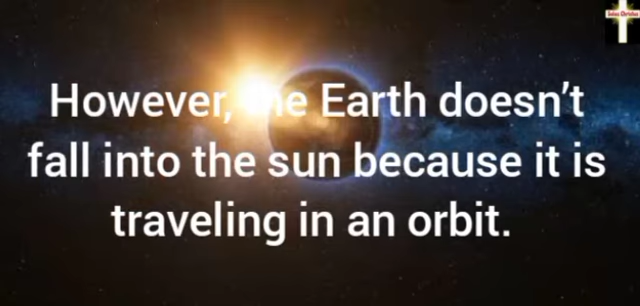 However, the Earth doesn’t
fall into the sun because it is
traveling in an orbit.